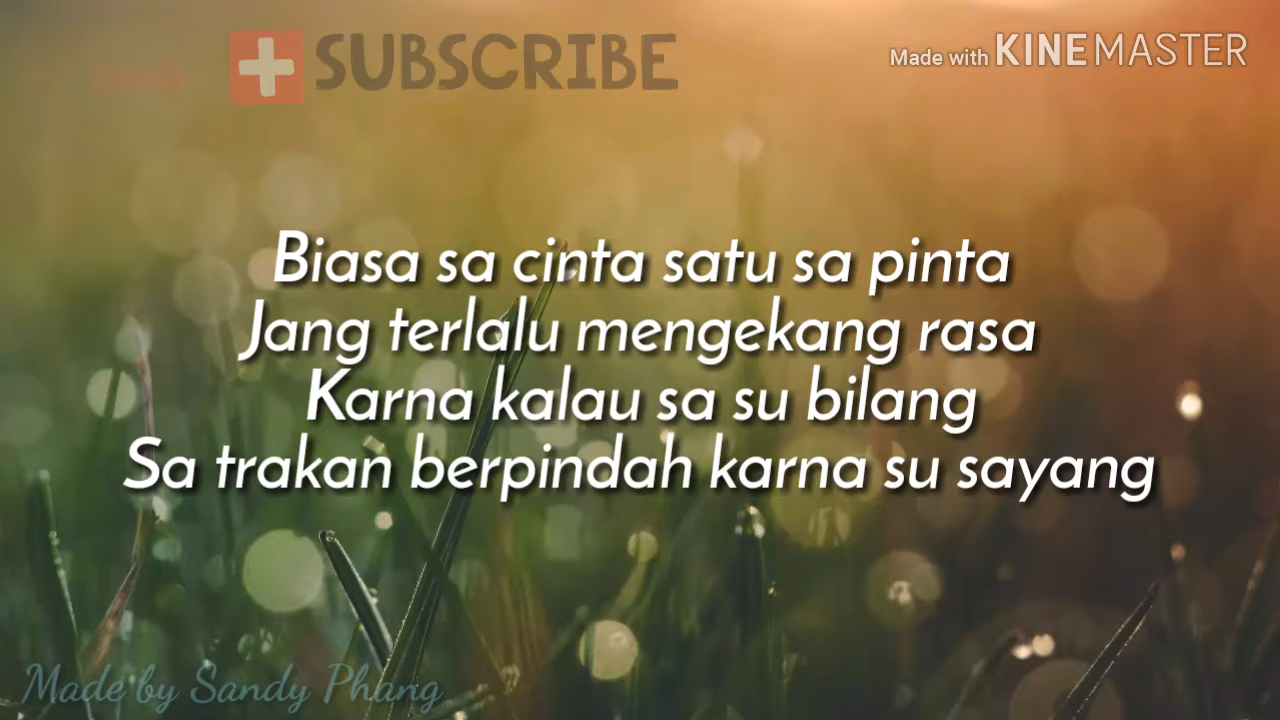 SUBSCRIBE
Made with KINEMASTER
Biasa sa cinta satu sa pinta
Jang terlalu mengekang rasa
Karna kalau sa su bilang
Sa trakan berpindah karna su sayang
Made by Sandy Phang